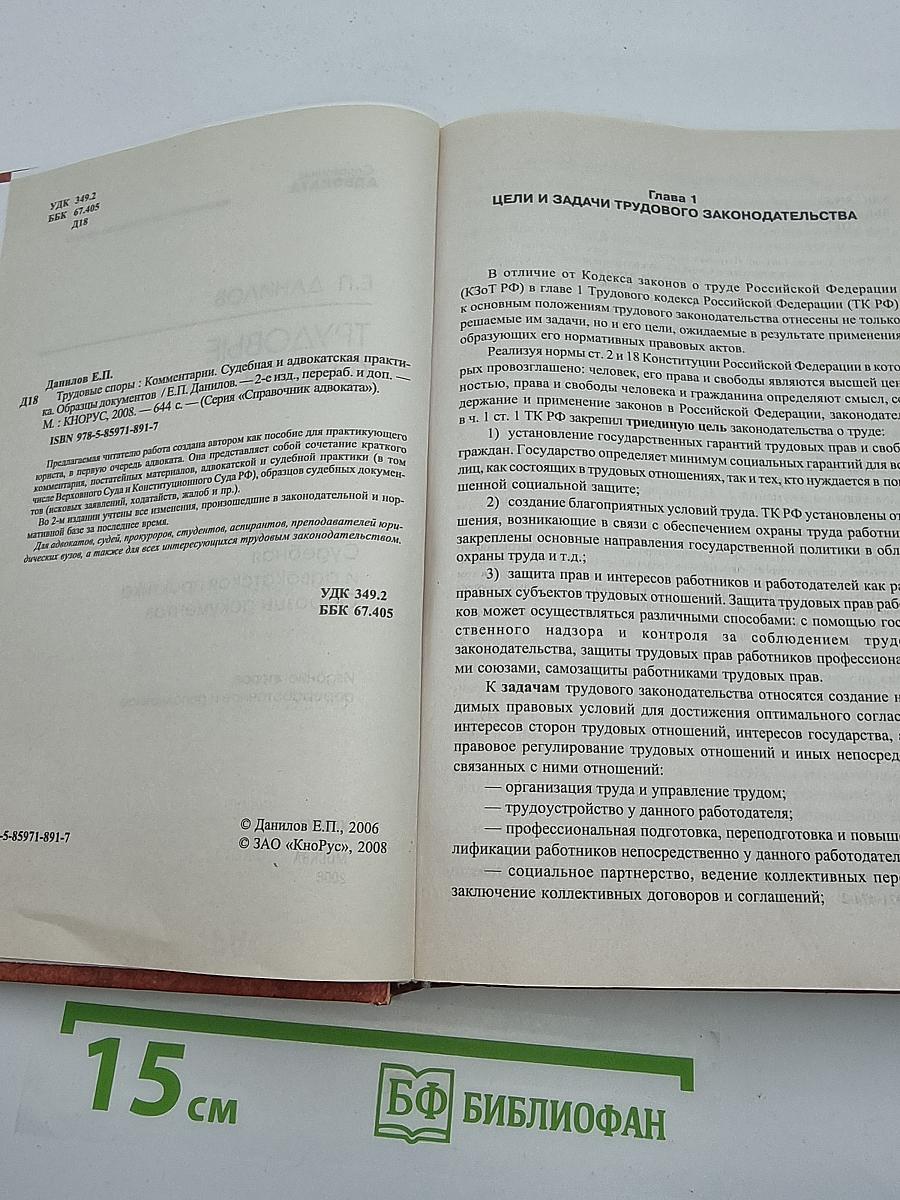 УДК 349.2
ББК 67.405
Д18
Данилов Е.П.
Д18 Трудовые споры : Комментарии. Судебная и адвокатская практи-
ка. Образцы документов / Е.П. Данилов. — 2-е изд., перераб. и доп. —
М. : КНОРУС, 2008. — 644 с. — (Серия «Справочник адвоката»).
ISBN 978-5-85971-891-7
Предлагаемая читателю работа создана автором как пособие для практикующего
юриста, в первую очередь адвоката. Она представляет собой сочетание краткого
комментария, постатейных материалов, адвокатской и судебной практики (в том
числе Верховного Суда и Конституционного Суда РФ), образцов судебных докумен-
тов (исковых заявлений, ходатайств, жалоб и пр.).
Во 2-м издании учтены все изменения, произошедшие в законодательной и нор-
мативной базе за последнее время.
Для адвокатов, судей, прокуроров, студентов, аспирантов, преподавателей юри-
дических вузов, а также для всех интересующихся трудовым законодательством.
УДК 349.2
ББК 67.405
-5-85971-891-7
© Данилов Е.П., 2006
© ЗАО «КноРус», 2008
Глава 1
ЦЕЛИ И ЗАДАЧИ ТРУДОВОГО ЗАКОНОДАТЕЛЬСТВА
В отличие от Кодекса законов о труде Российской Федерации
(КЗоТ РФ) в главе 1 Трудового кодекса Российской Федерации (ТК РФ)
к основным положениям трудового законодательства отнесены не только
решаемые им задачи, но и его цели, ожидаемые в результате применения
образующих его нормативных правовых актов.
Реализуя нормы ст. 2 и 18 Конституции Российской Федерации в кото
рых провозглашено: человек, его права и свободы являются высшей цен
ностью, права и свободы человека и гражданина определяют смысл, со
держание и применение законов в Российской Федерации, законодател
в ч. 1 ст. 1 ТК РФ закрепил триединую цель законодательства о труде:
1) установление государственных гарантий трудовых прав и своб
граждан. Государство определяет минимум социальных гарантий для во
лиц, как состоящих в трудовых отношениях, так и тех, кто нуждается в пов
шенной социальной защите;
2) создание благоприятных условий труда. ТК РФ установлены от
шения, возникающие в связи с обеспечением охраны труда работни
закреплены основные направления государственной политики в обл
охраны труда и т.д.;
3) защита прав и интересов работников и работодателей как ра
правных субъектов трудовых отношений. Защита трудовых прав рабо
ков может осуществляться различными способами: с помощью гос
ственного надзора и контроля за соблюдением труд
законодательства, защиты трудовых прав работников профессиона
ми союзами, самозащиты работниками трудовых прав.
К задачам трудового законодательства относятся создание н
димых правовых условий для достижения оптимального соглас
интересов сторон трудовых отношений, интересов государства,
правовое регулирование трудовых отношений и иных непосред
связанных с ними отношений:
— организация труда и управление трудом;
— трудоустройство у данного работодателя;
— профессиональная подготовка, переподготовка и повыш
лификации работников непосредственно у данного работодател
— социальное партнерство, ведение коллективных пер
заключение коллективных договоров и соглашений;
15 см
БФ БИБЛИОФАН